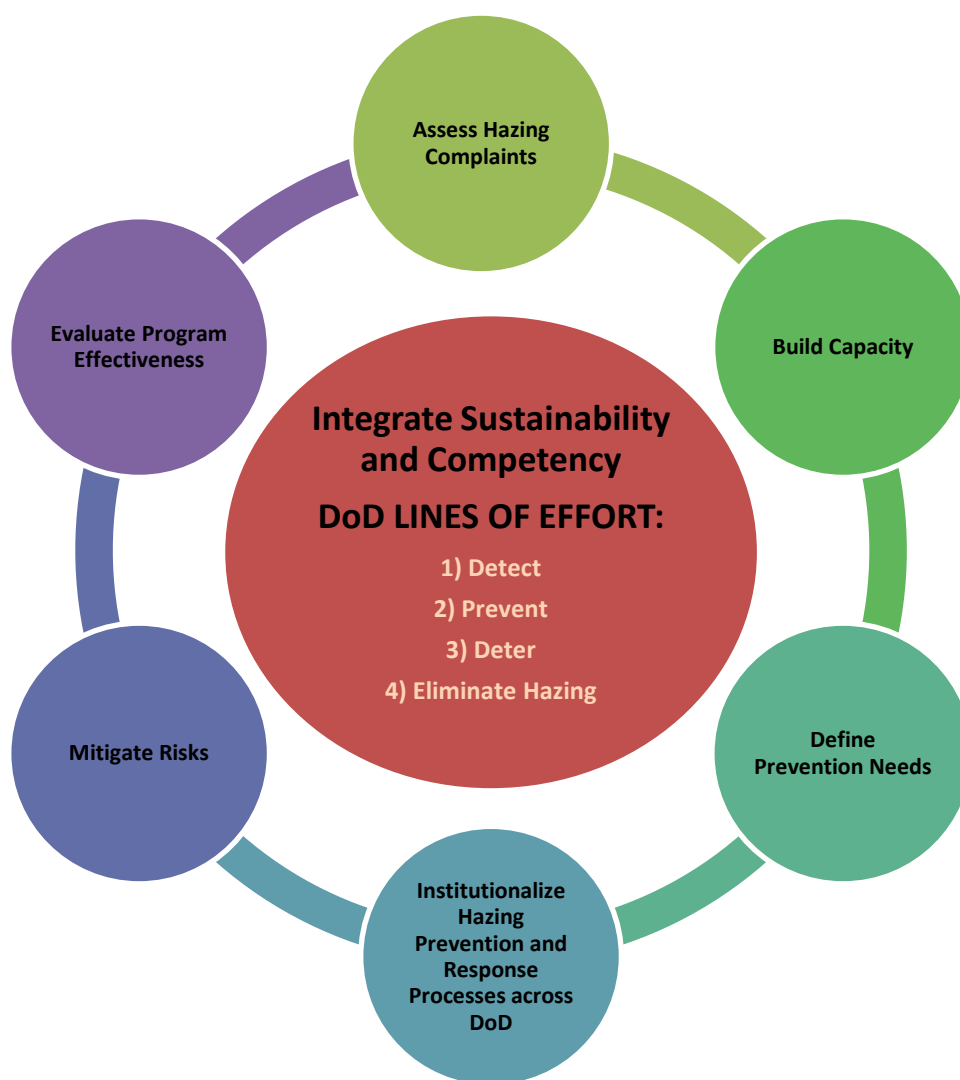 Assess Hazing
Complaints
Build Capacity
Define
Prevention Needs
Institutionalize
Hazing
Prevention and
Response
Processes across
DoD
Mitigate Risks
Evaluate Program
Effectiveness
Integrate Sustainability
and Competency
DoD LINES OF EFFORT:
1) Detect
2) Prevent
3) Deter
4) Eliminate Hazing